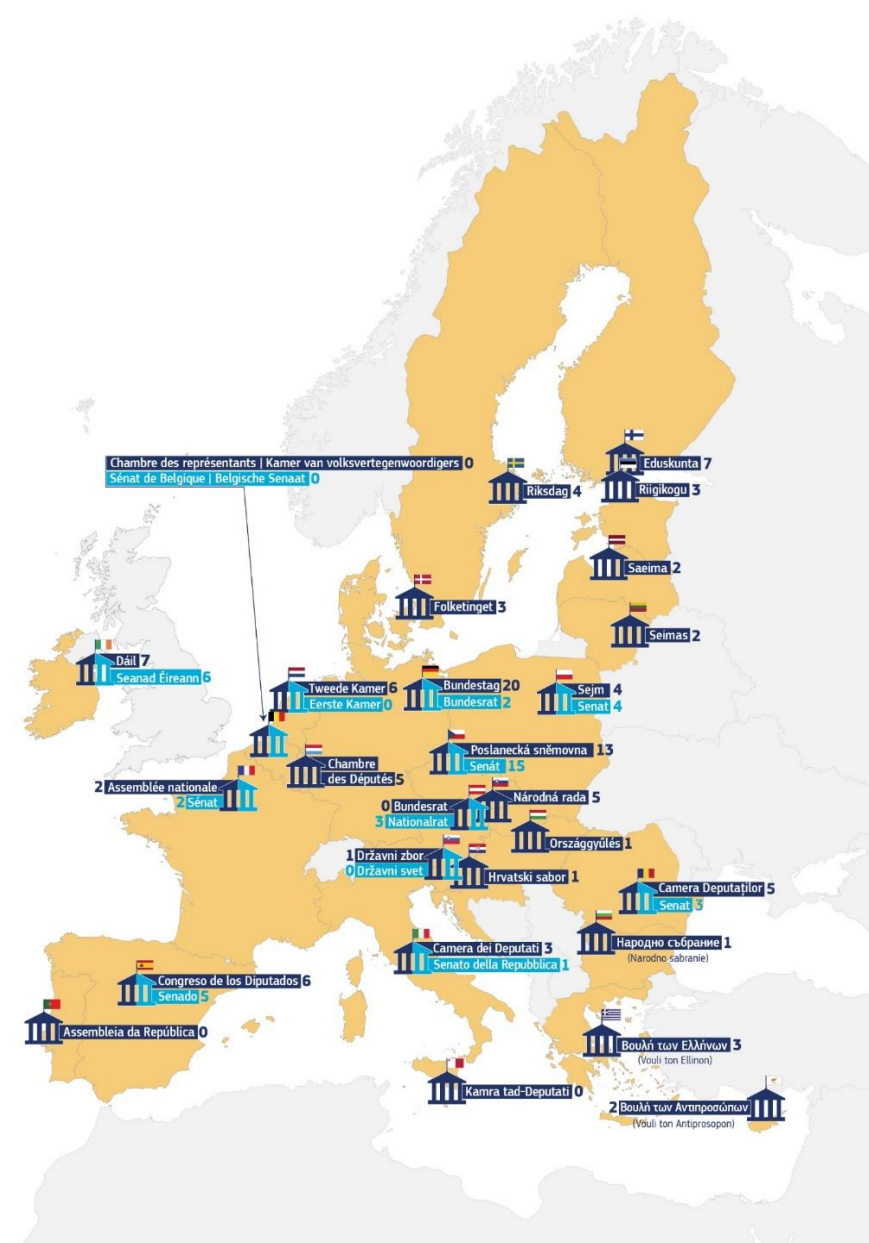 Chambre des représentants | Kamer van volksvertegenwoordigers 0
Sénat de Belgique | Belgische Senaat 0
Eduskunta 7
Riksdag 4
Riigikogu 3
Saeima 2
Folketinget 3
Seimas 2
Dáil 7
Seanad Éireann 6
Tweede Kamer 6
Eerste Kamer 0
Bundestag 20
Bundesrat 2
Sejm 4
Senat 4
Poslanecká sněmovna 13
Senát 15
Chambre
des Députés 5
2 Assemblée nationale
2 Sénat
0 Bundesrat
3 Nationalrat
Národná rada 5
Országgyűlés 1
1 Državni zbor
0 Državni svet
Hrvatski sabor 1
Camera Deputaților 5
Senat 3
Народно събрание 1
(Narodno sabranie)
Camera dei Deputati 3
Senato della Repubblica 1
Congreso de los Diputados 6
Senado 5
Assembleia da República 0
Βουλή των Ελλήνων 3
(Vouli ton Ellinon)
Kamra tad-Deputati 0
2 Βουλή των Αντιπροσώπων
(Vouli ton Antiprosopon)